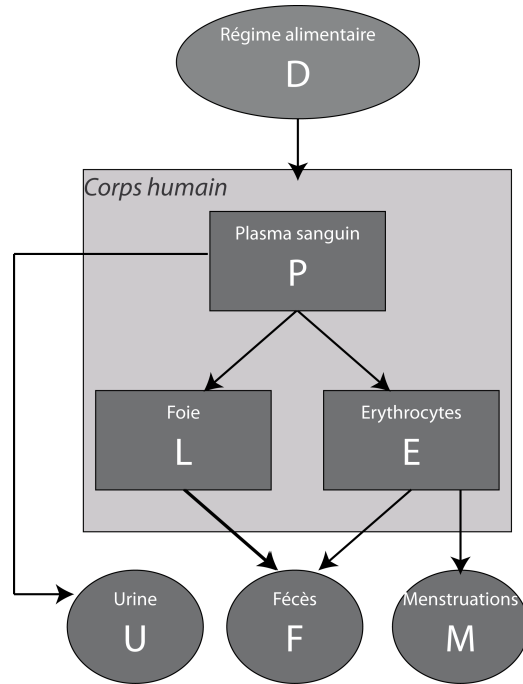 Régime alimentaire
D
Corps humain
Plasma sanguin
P
Foie
L
Erythrocytes
E
Urine
U
Fécès
F
Menstruations
M